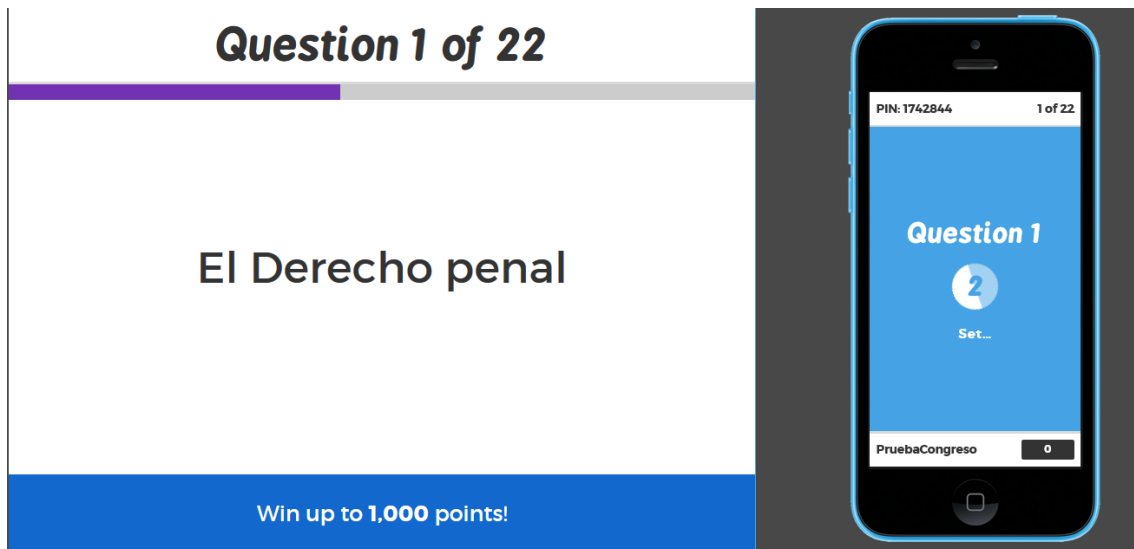 Question 1 of 22
El Derecho penal
Win up to 1,000 points!
PIN: 1742844 1 of 22
Question 1
2
Set...
PruebaCongreso 0